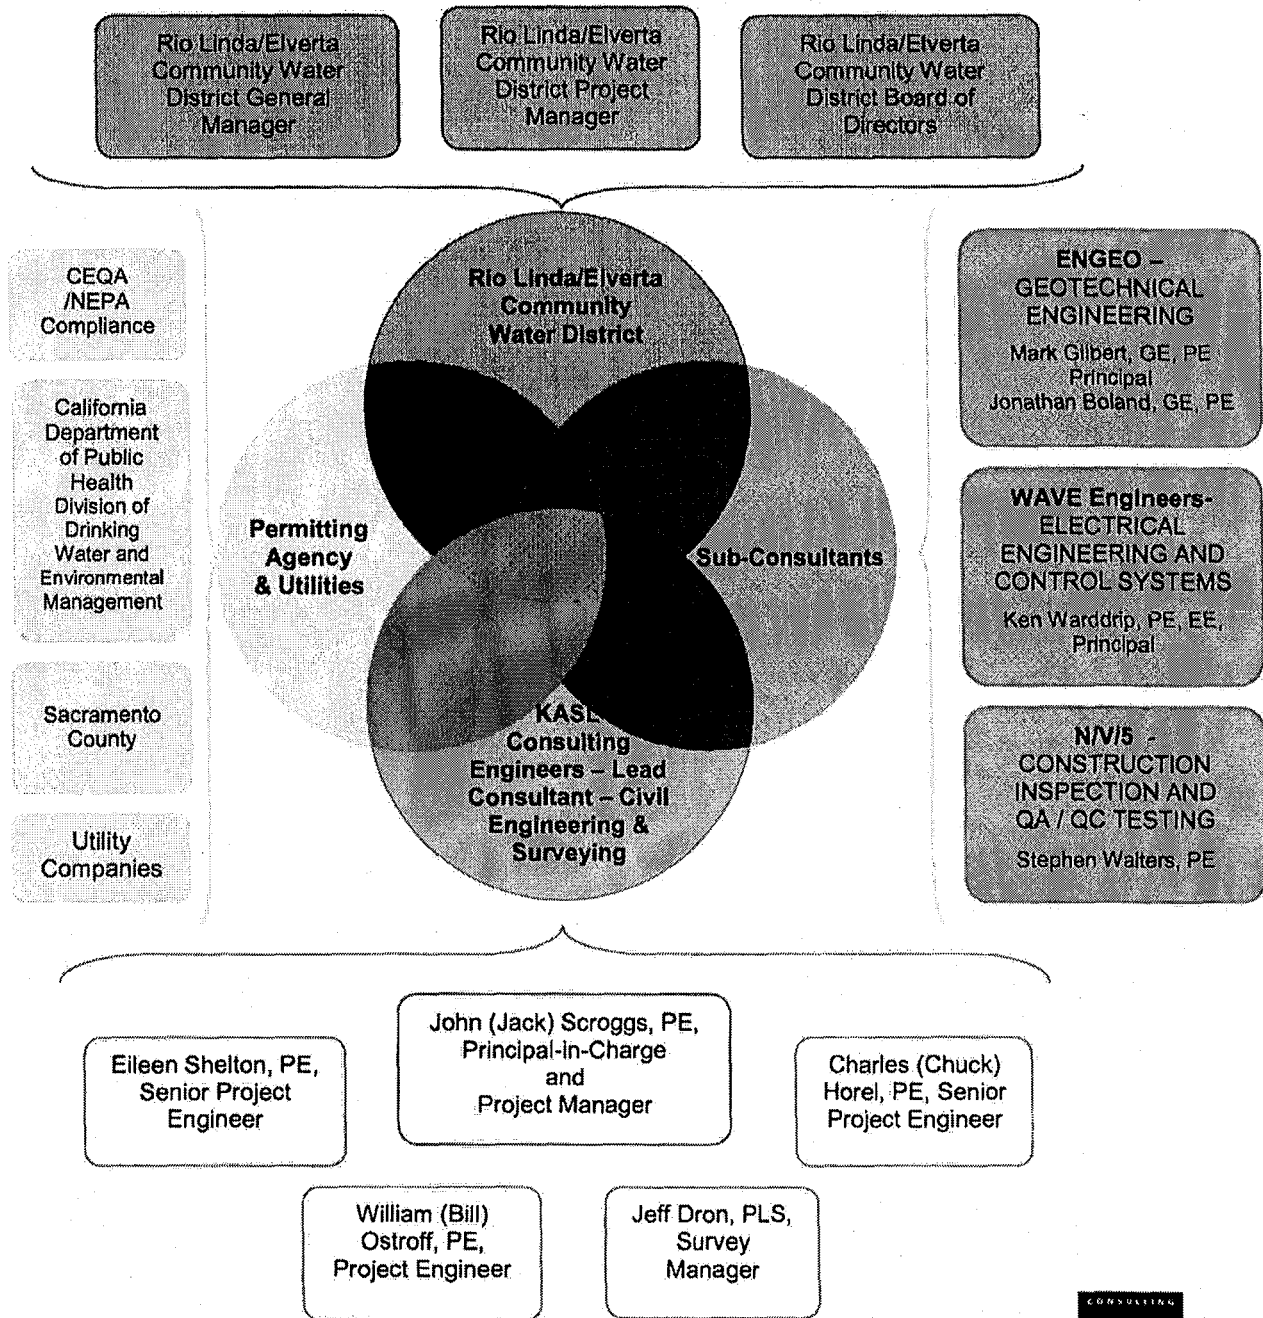 Rio Linda/Elverta
Community Water
District General
Manager
Rio Linda/Elverta
Community Water
District Project
Manager
Rio Linda/Elverta
Community Water
District Board of
Directors
CEQA
/NEPA
Compliance
California
Department
of Public
Health
Division of
Drinking
Water and
Environmental
Management
Sacramento
County
Utility
Companies
Rio Linda/Elverta
Community
Water District
Permitting
Agency
& Utilities
Sub-Consultants
KASL
Consulting
Engineers – Lead
Consultant – Civil
Engineering &
Surveying
ENGEO –
GEOTECHNICAL
ENGINEERING
Mark Gilbert, GE, PE
Principal
Jonathan Boland, GE, PE
WAVE Engineers-
ELECTRICAL
ENGINEERING AND
CONTROL SYSTEMS
Ken Warddrip, PE, EE,
Principal
N/V/5 -
CONSTRUCTION
INSPECTION AND
QA / QC TESTING
Stephen Walters, PE
John (Jack) Scroggs, PE,
Principal-in-Charge
and
Project Manager
Eileen Shelton, PE,
Senior Project
Engineer
Charles (Chuck)
Horel, PE, Senior
Project Engineer
William (Bill)
Ostroff, PE,
Project Engineer
Jeff Dron, PLS,
Survey
Manager
CONSULTING